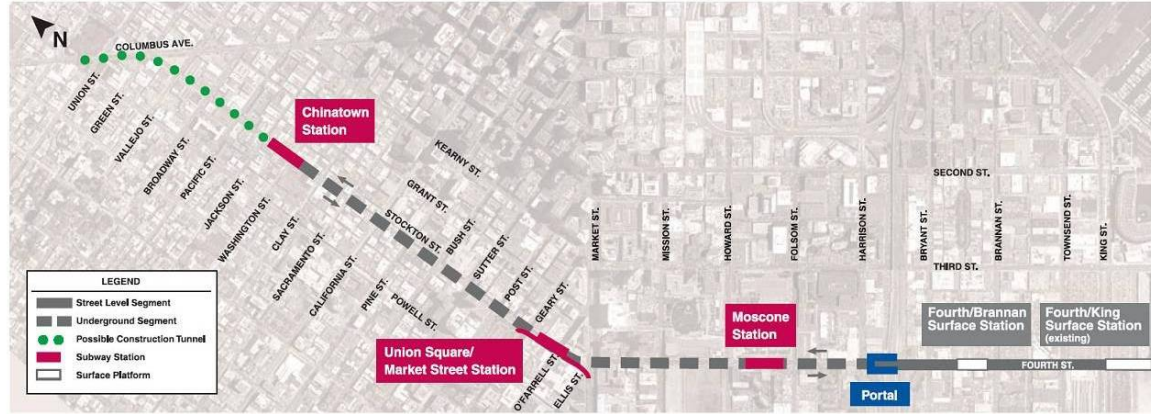 N
COLUMBUS AVE.
UNION ST.
GREEN ST.
VALLEJO ST.
BROADWAY ST.
PACIFIC ST.
JACKSON ST.
WASHINGTON ST.
CLAY ST.
SACRAMENTO ST.
CALIFORNIA ST.
PINE ST.
POWELL ST.
Chinatown
Station
KEARNY ST.
GRANT ST.
STOCKTON ST.
BUSH ST.
SUTTER ST.
POST ST.
GEARY ST.
Union Square/
Market Street Station
O'FARRELL ST.
ELLIS ST.
MARKET ST.
MISSION ST.
HOWARD ST.
FOLSOM ST.
HARRISON ST.
BRYANT ST.
BRANNAN ST.
TOWNSEND ST.
KING ST.
SECOND ST.
THIRD ST.
Moscone
Station
Fourth/Brannan
Surface Station
Fourth/King
Surface Station
(existing)
FOURTH ST.
Portal
LEGEND
Street Level Segment
Underground Segment
Possible Construction Tunnel
Subway Station
Surface Platform